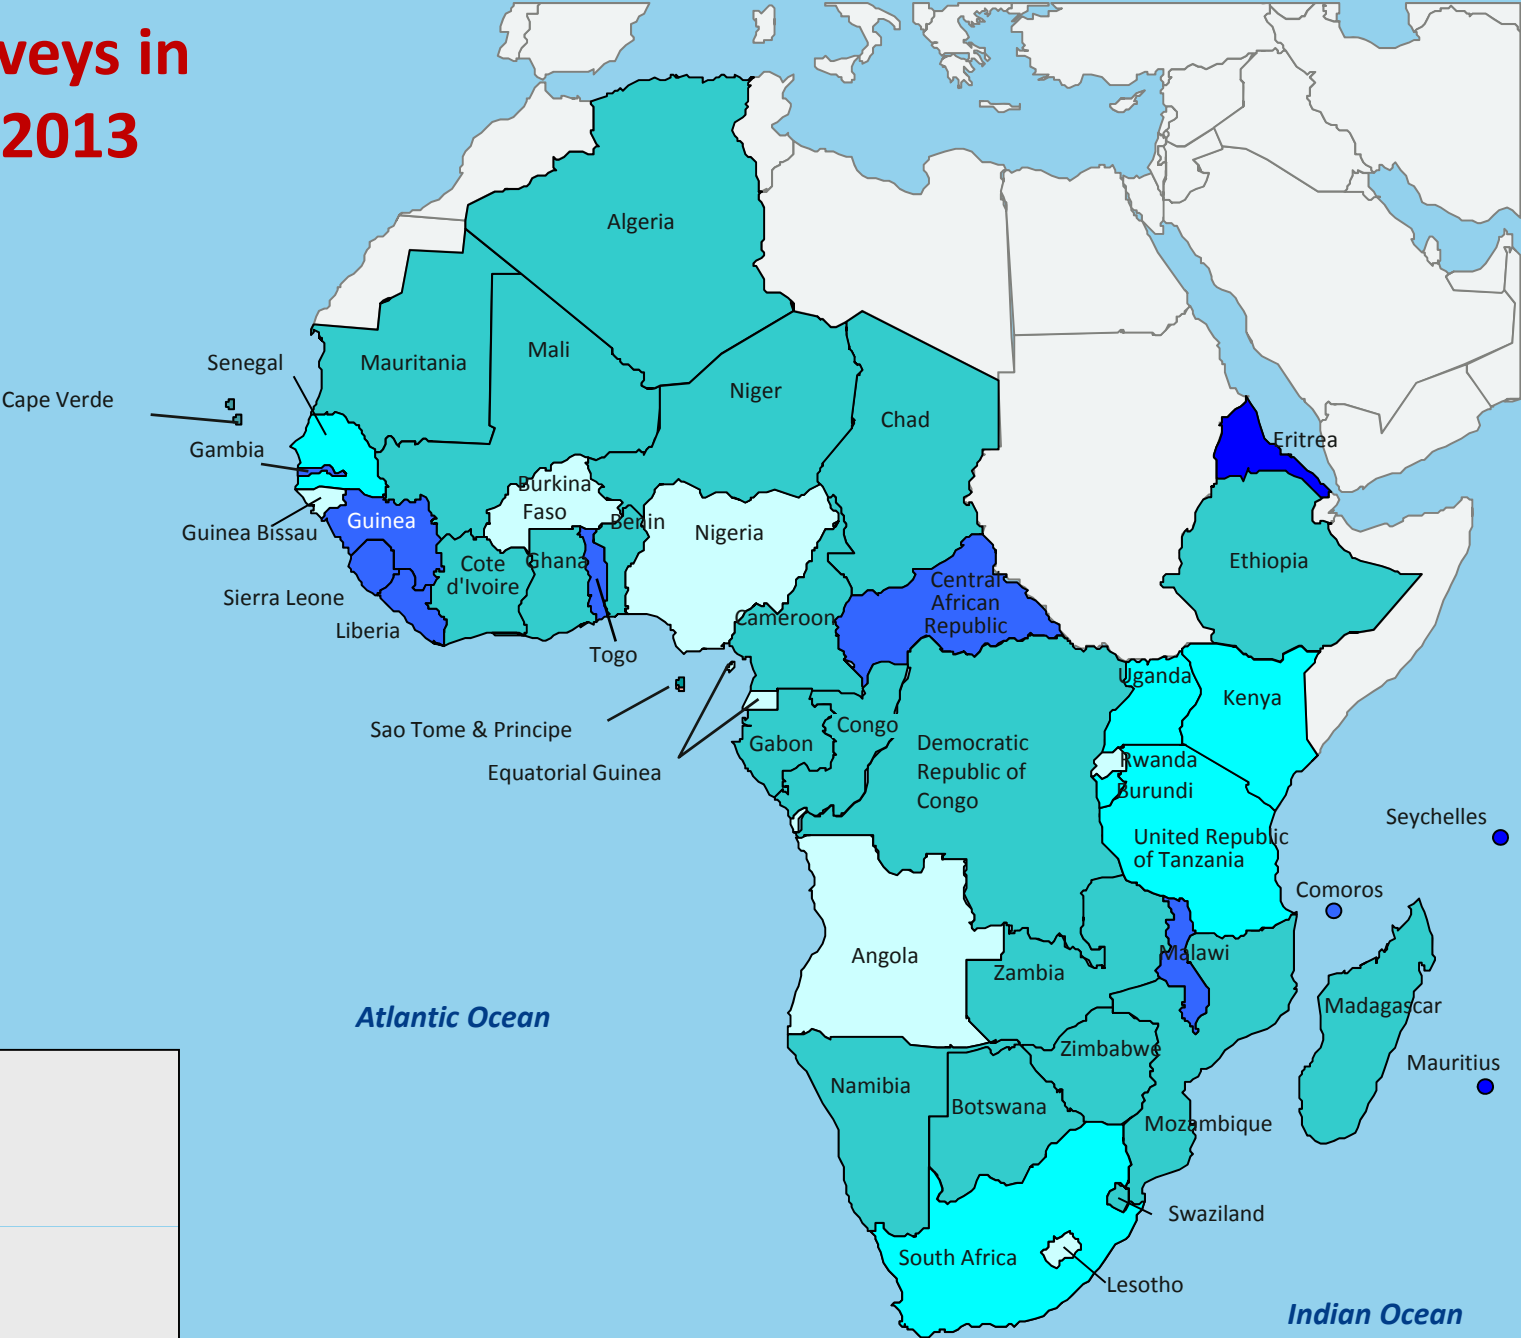 veys in
2013
Algeria
Mauritania
Mali
Niger
Chad
Senegal
Cape Verde
Gambia
Eritrea
Burkina
Faso
Guinea
Benin
Nigeria
Guinea Bissau
Ghana
Cote
d'Ivoire
Ethiopia
Central
African
Republic
Sierra Leone
Liberia
Cameroon
Togo
Uganda
Kenya
Sao Tome & Principe
Congo
Gabon
Democratic
Republic of
Congo
Equatorial Guinea
Rwanda
Burundi
Seychelles
United Republic
of Tanzania
Comoros
Angola
Malawi
Zambia
Madagascar
Atlantic Ocean
Zimbabwe
Mauritius
Namibia
Botswana
Mozambique
Swaziland
South Africa
Lesotho
Indian Ocean